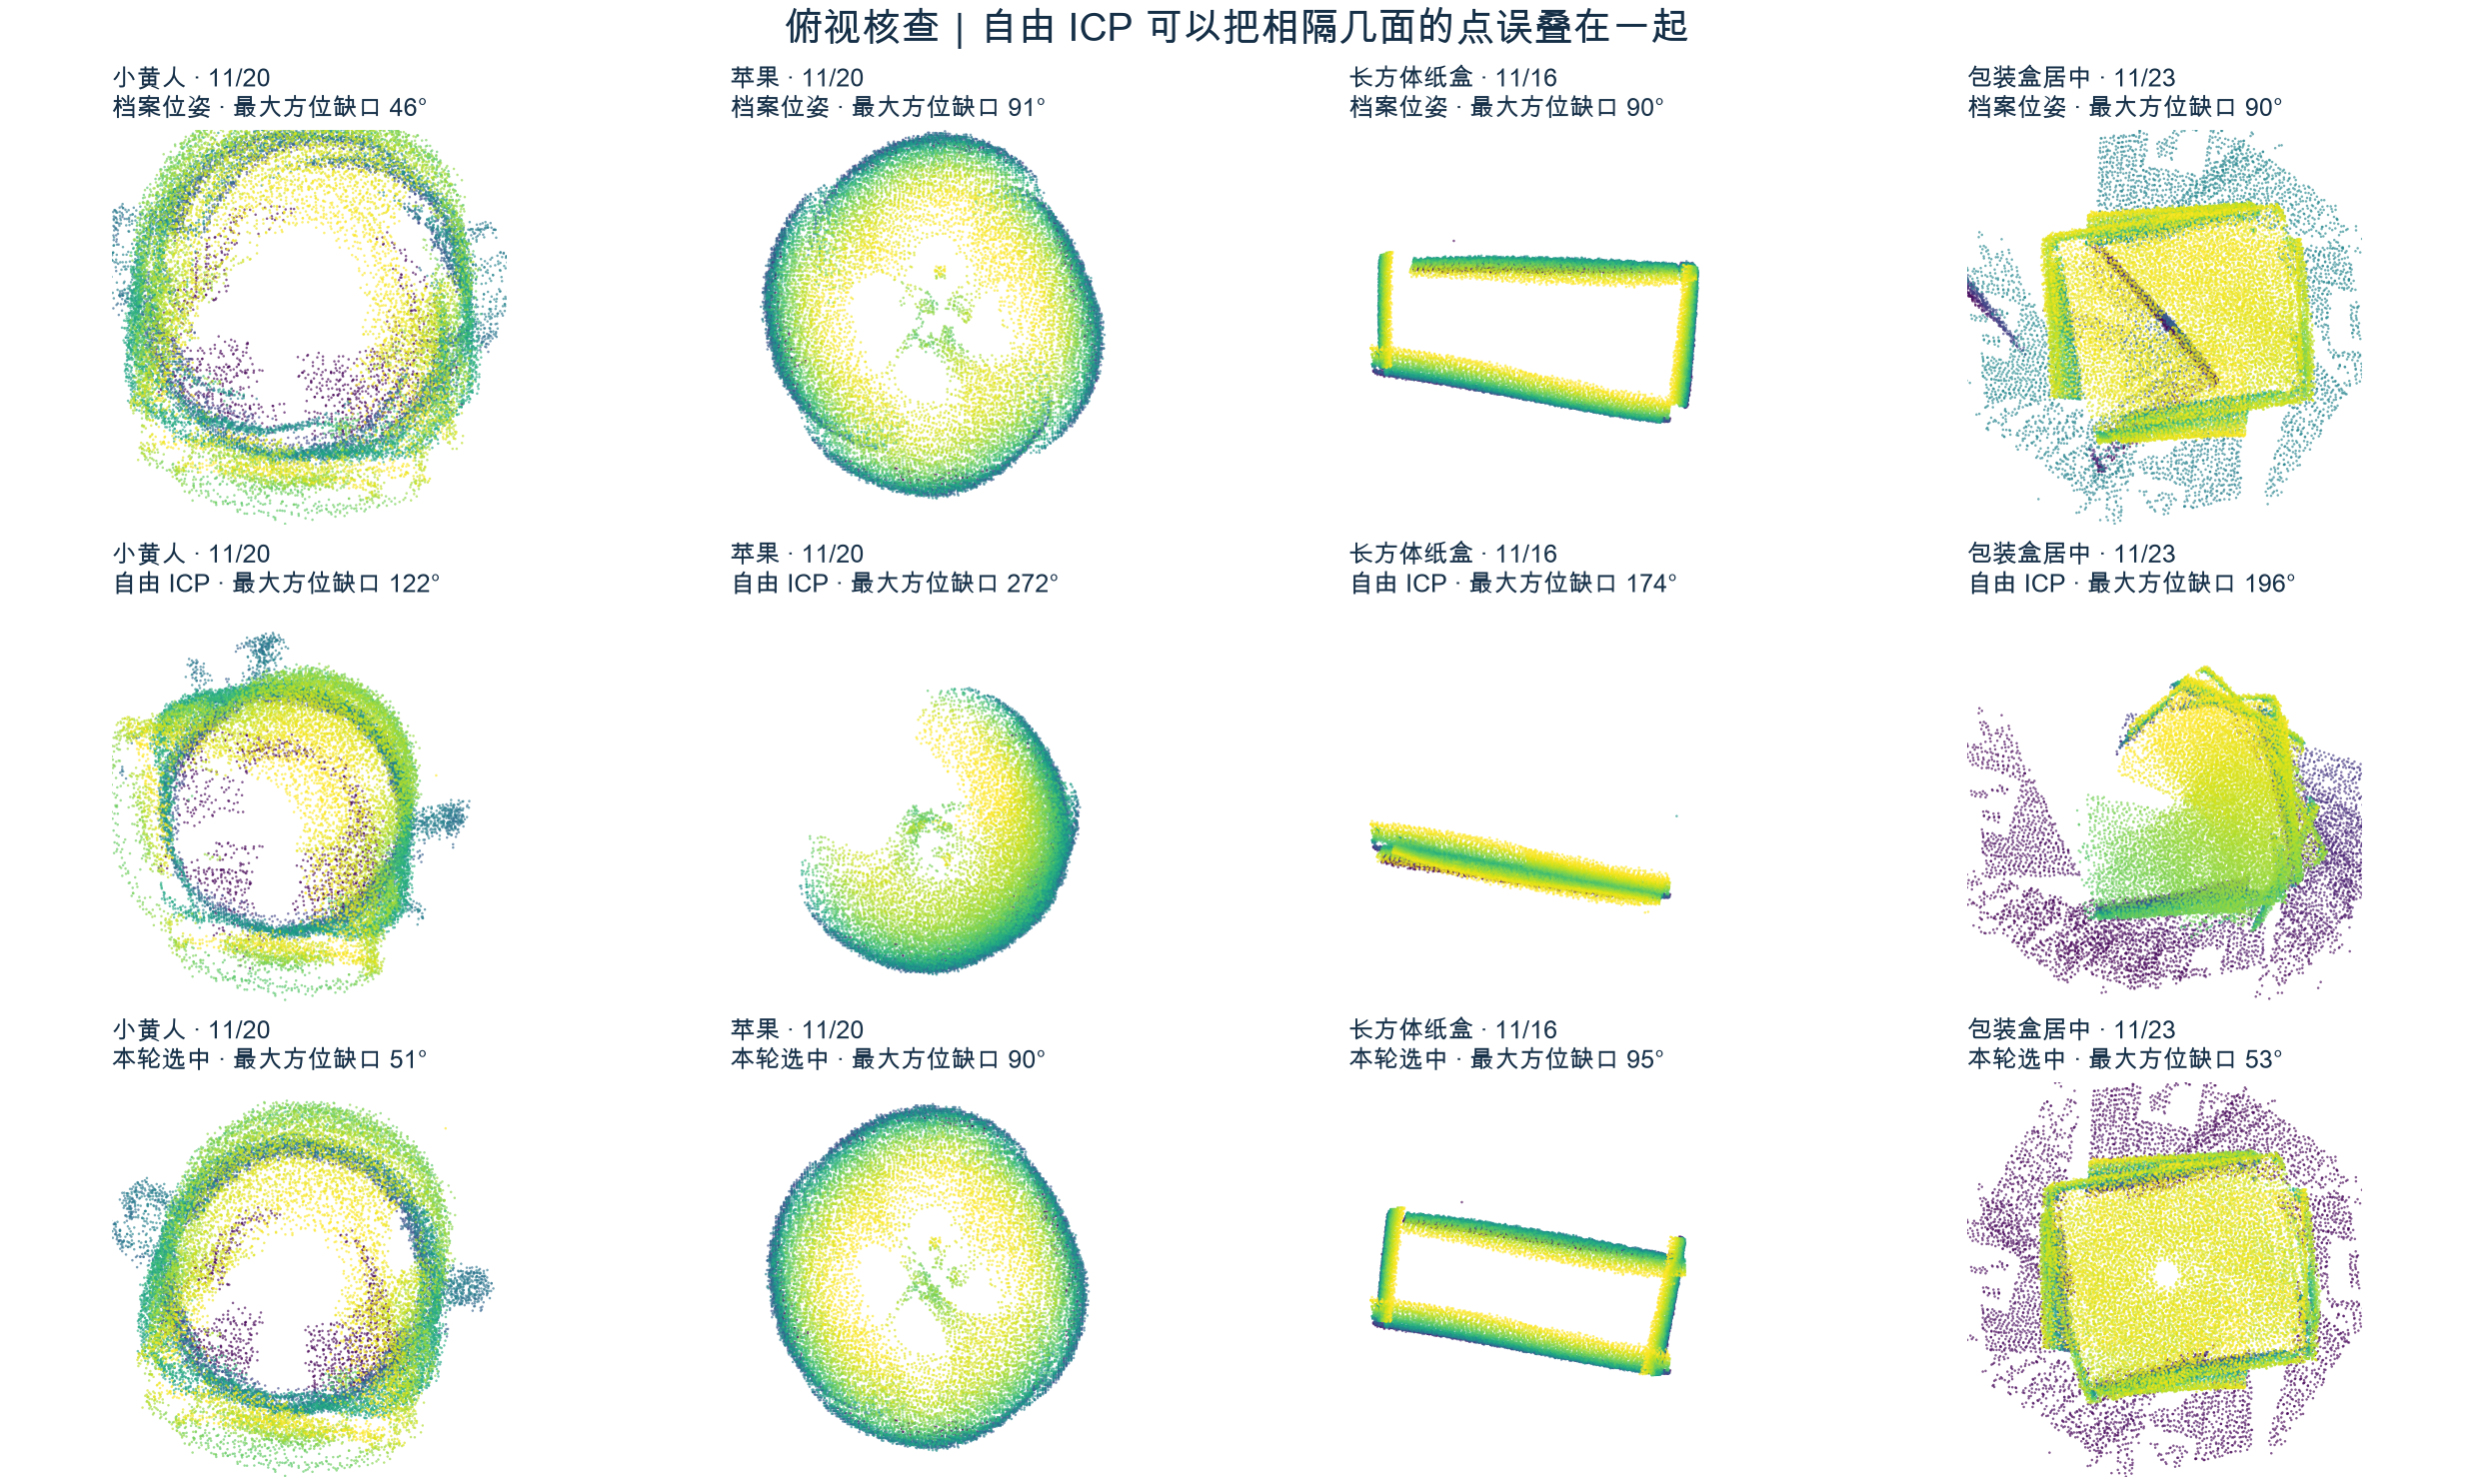 俯视核查｜自由 ICP 可以把相隔几面的点误叠在一起
小黄人 · 11/20
档案位姿 · 最大方位缺口 46°
苹果 · 11/20
档案位姿 · 最大方位缺口 91°
长方体纸盒 · 11/16
档案位姿 · 最大方位缺口 90°
包装盒居中 · 11/23
档案位姿 · 最大方位缺口 90°
小黄人 · 11/20
自由 ICP · 最大方位缺口 122°
苹果 · 11/20
自由 ICP · 最大方位缺口 272°
长方体纸盒 · 11/16
自由 ICP · 最大方位缺口 174°
包装盒居中 · 11/23
自由 ICP · 最大方位缺口 196°
小黄人 · 11/20
本轮选中 · 最大方位缺口 51°
苹果 · 11/20
本轮选中 · 最大方位缺口 90°
长方体纸盒 · 11/16
本轮选中 · 最大方位缺口 95°
包装盒居中 · 11/23
本轮选中 · 最大方位缺口 53°